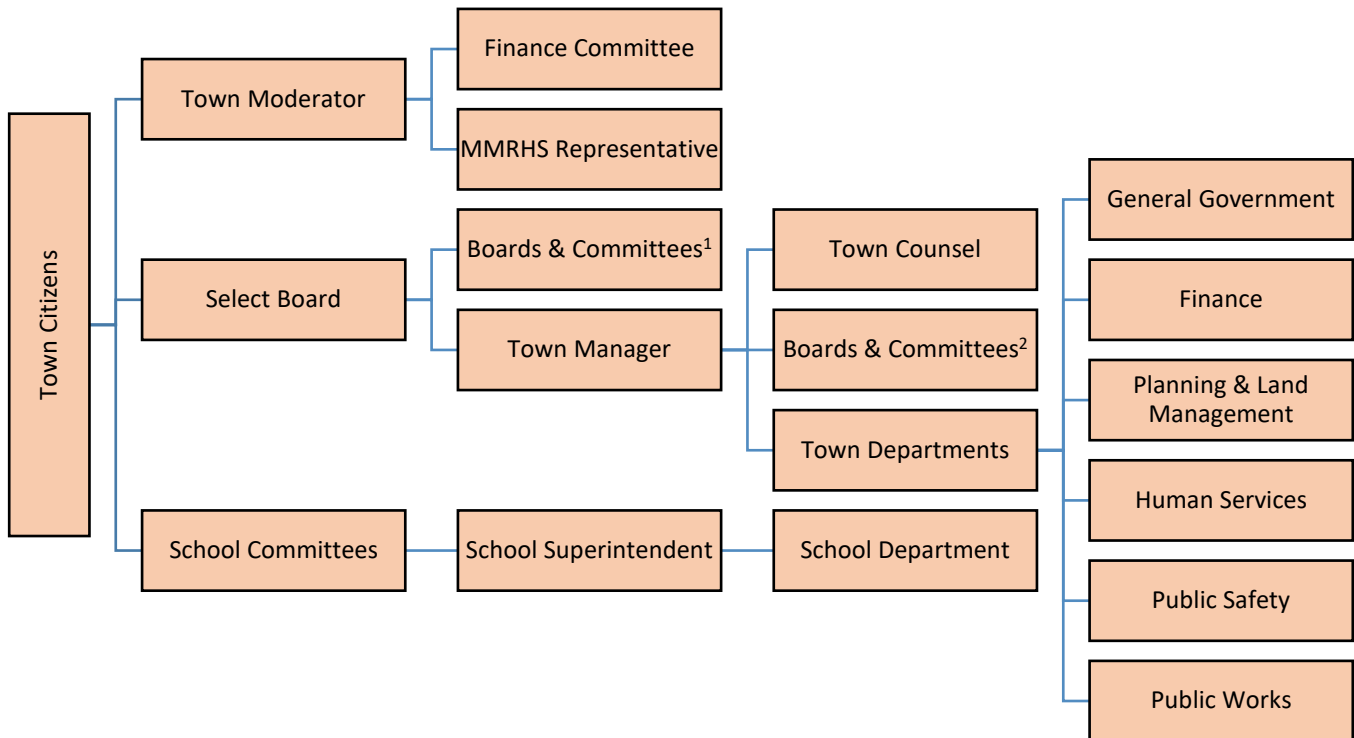 Town Citizens
Town Moderator
Finance Committee
MMRHS Representative
Select Board
Boards & Committees¹
Town Manager
Town Counsel
Boards & Committees²
Town Departments
General Government
Finance
Planning & Land
Management
Human Services
Public Safety
Public Works
School Committees
School Superintendent
School Department